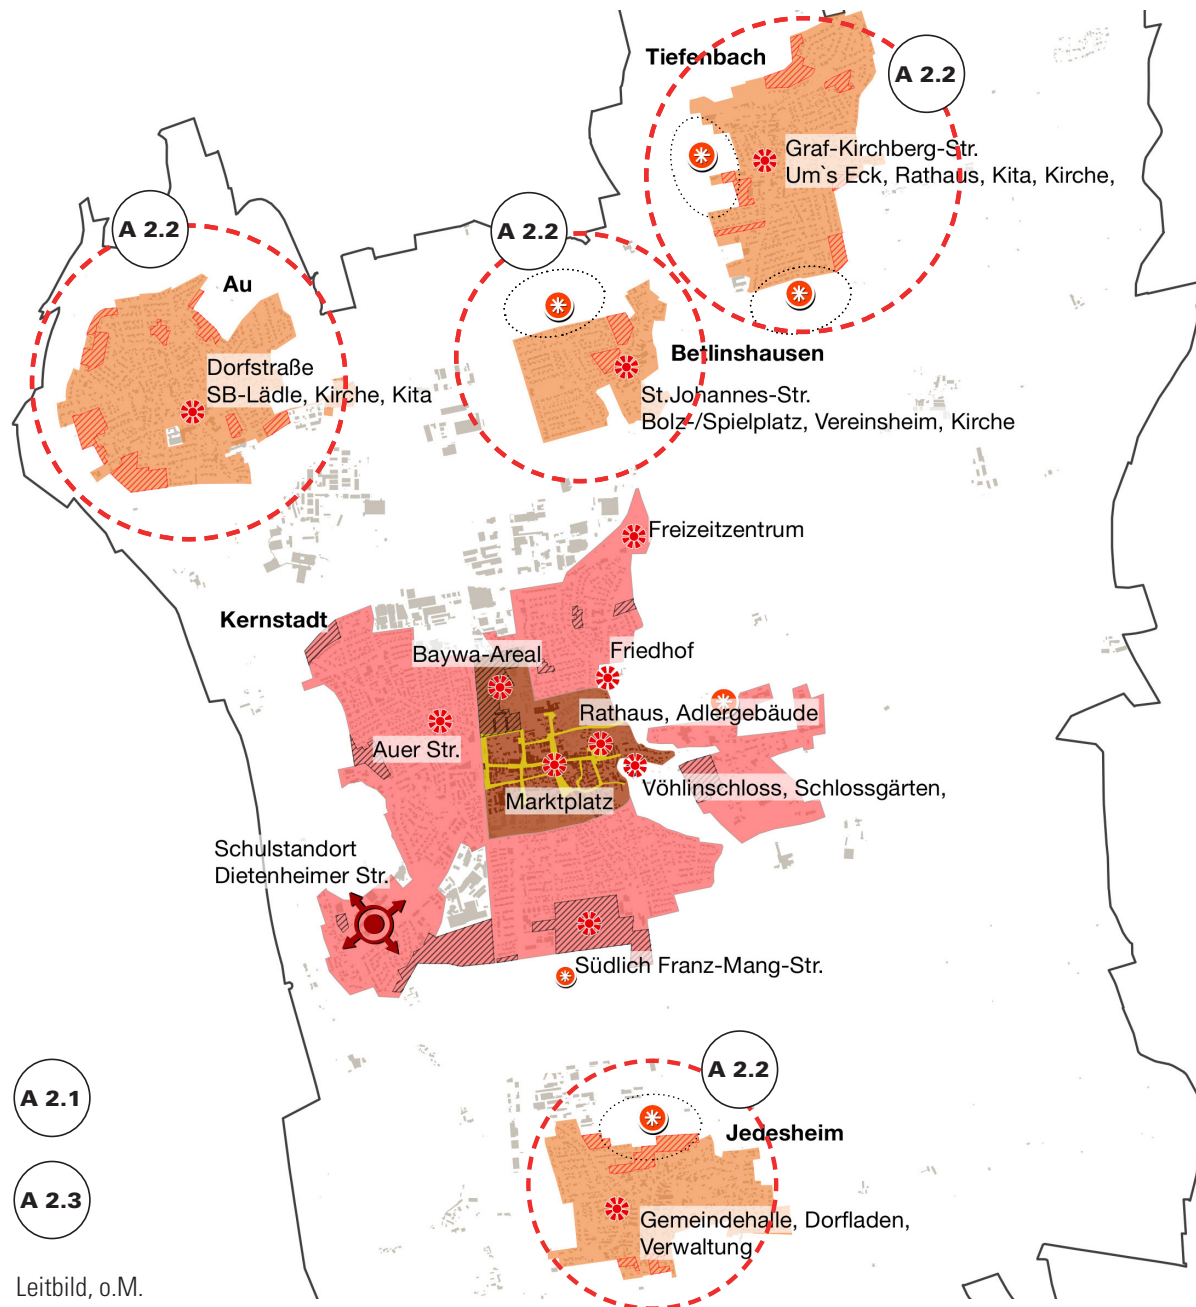 Tiefenbach
A 2.2
Graf-Kirchberg-Str.
Um`s Eck, Rathaus, Kita, Kirche,
A 2.2
Au
Dorfstraße
SB-Lädle, Kirche, Kita
A 2.2
Betlinshausen
St.Johannes-Str.
Bolz-/Spielplatz, Vereinsheim, Kirche
Freizeitzentrum
Kernstadt
Baywa-Areal
Friedhof
Rathaus, Adlergebäude
Auer Str.
Marktplatz
Vöhlinschloss, Schlossgärten,
Schulstandort
Dietenheimer Str.
Südlich Franz-Mang-Str.
A 2.2
Jedesheim
Gemeindehalle, Dorfladen,
Verwaltung
A 2.1
A 2.3
Leitbild, o.M.